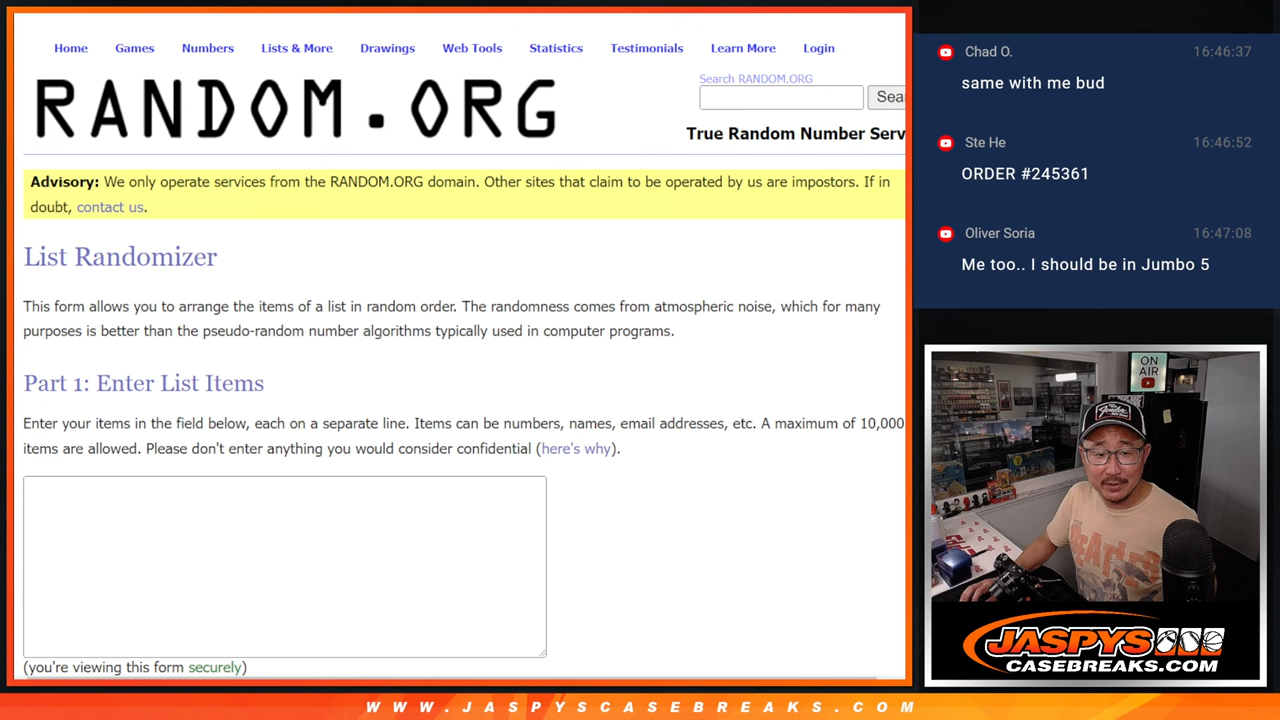 Home Games Numbers Lists & More Drawings Web Tools Statistics Testimonials Learn More Login
RANDOM.ORG
Search RANDOM.ORG
Sea
True Random Number Serv
Advisory: We only operate services from the RANDOM.ORG domain. Other sites that claim to be operated by us are impostors. If in
doubt, contact us.
List Randomizer
This form allows you to arrange the items of a list in random order. The randomness comes from atmospheric noise, which for many
purposes is better than the pseudo-random number algorithms typically used in computer programs.
Part 1: Enter List Items
Enter your items in the field below, each on a separate line. Items can be numbers, names, email addresses, etc. A maximum of 10,000
items are allowed. Please don't enter anything you would consider confidential (here's why).
(you're viewing this form securely)
Chad O. 16:46:37
same with me bud
Ste He 16:46:52
ORDER #245361
Oliver Soria 16:47:08
Me too.. I should be in Jumbo 5
ON
AIR
Fender
BEATLES
JASPYS
CASEBREAKS.COM
WWW.JASPYSCASEBREAKS.COM